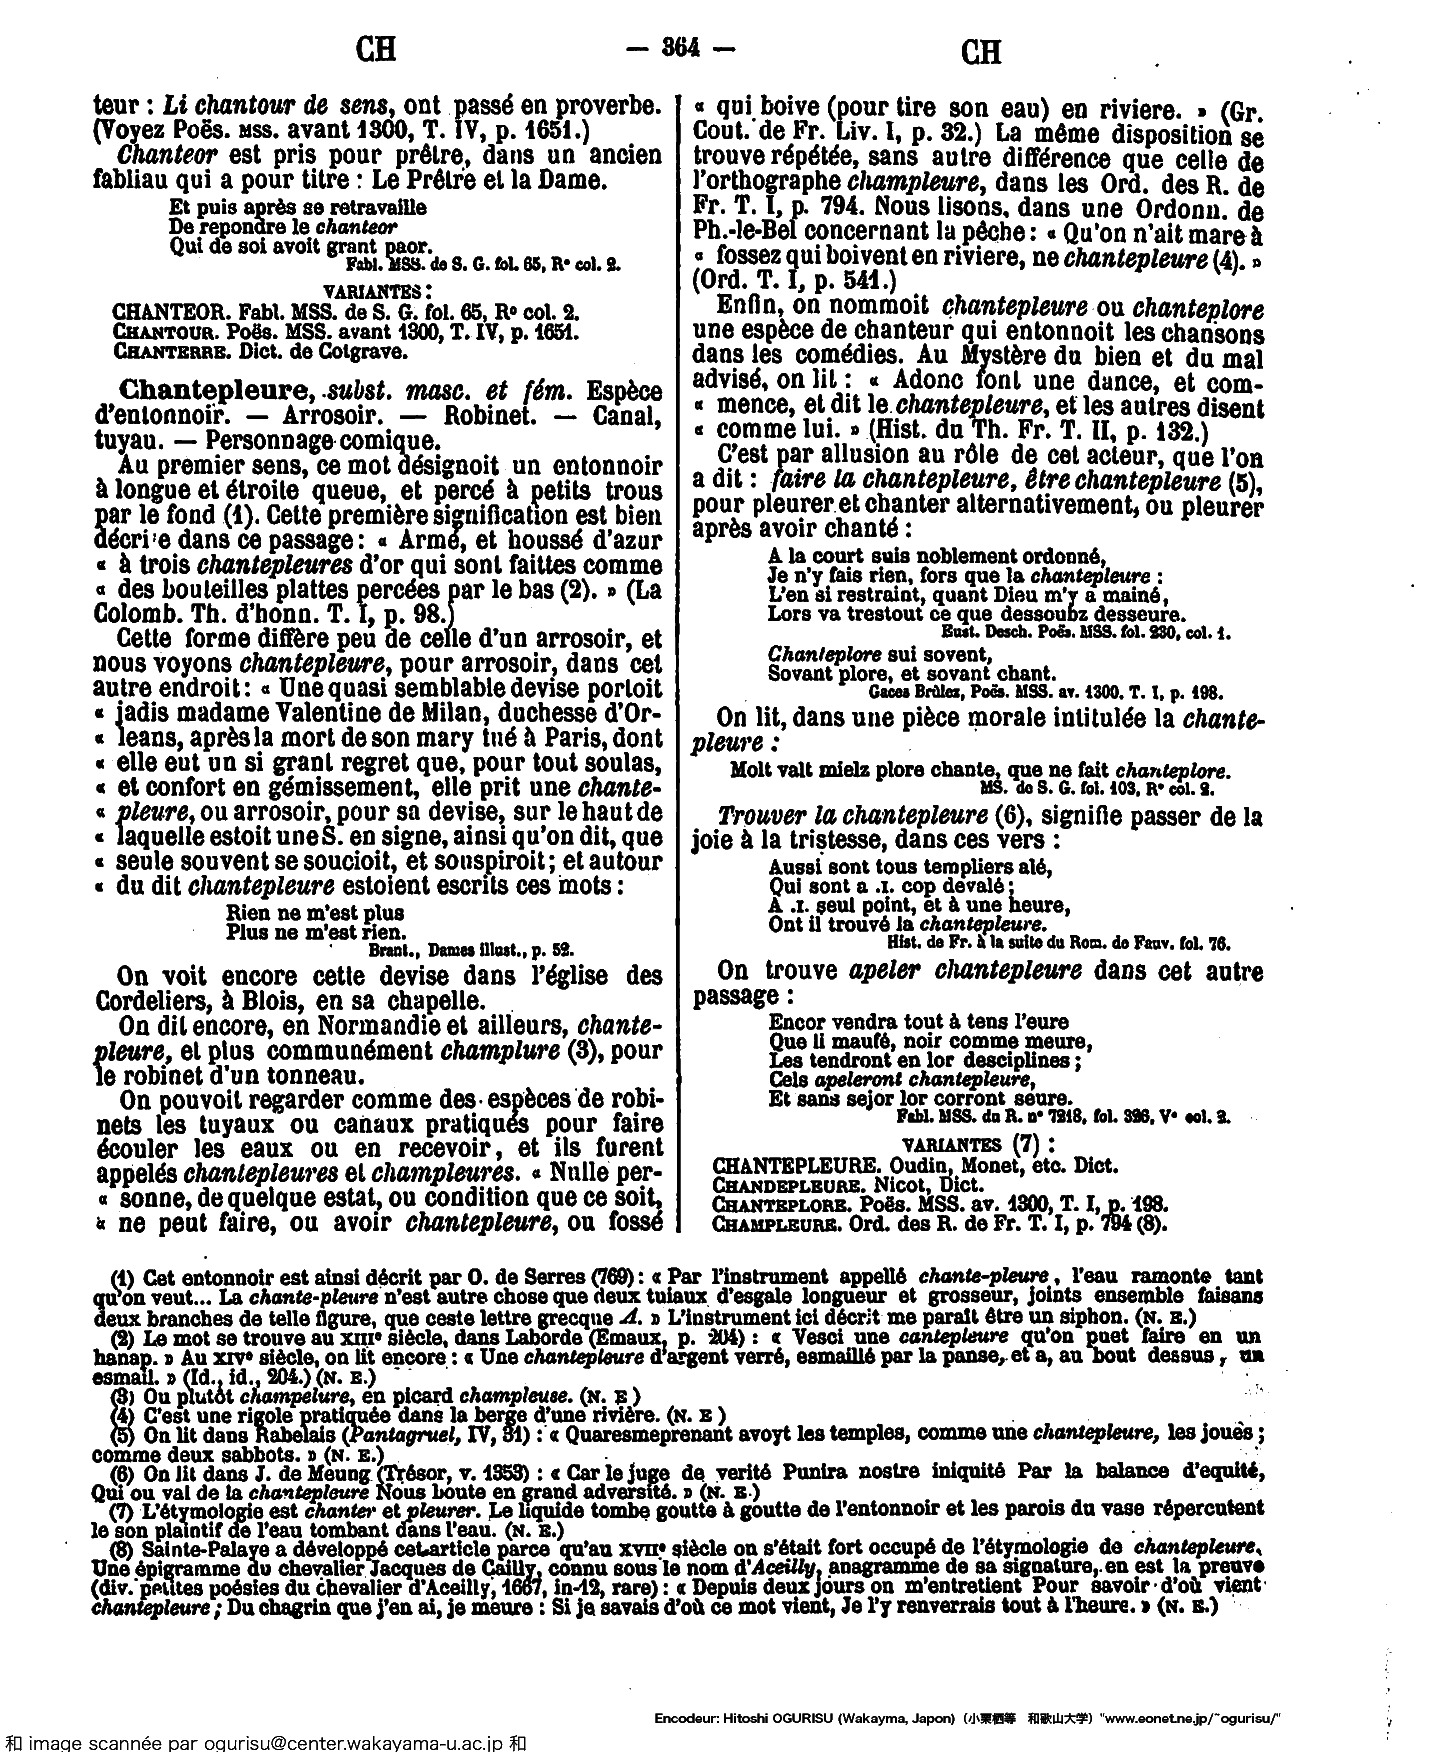 CH — 364 — CH
teur : Li chantour de sens, ont passé en proverbe.
(Voyez Poës. MSS. avant 1300, T. IV, p. 1651.)
Chanteor est pris pour prêtre, dans un ancien
fabliau qui a pour titre : Le Prêtre et la Dame.
Et puis après se retravaille
De repondre le chanteor
Qui de soi avoit grant paor.
Fabl. MSS. de S. G. fol. 65, R° col. 2.
VARIANTES :
CHANTEOR. Fabl. MSS. de S. G. fol. 65, R° col. 2.
CHANTOUR. Poës. MSS. avant 1300, T. IV, p. 1651.
CHANTERRE. Dict. de Cotgrave.
Chantepleure, subst. masc. et fém. Espèce
d'entonnoir. — Arrosoir. — Robinet. — Canal,
tuyau. — Personnage comique.
Au premier sens, ce mot désignoit un entonnoir
à longue et étroite queue, et percé à petits trous
par le fond (1). Cette première signification est bien
décrite dans ce passage : « Armé, et houssé d'azur
« à trois chantepleures d'or qui sont faittes comme
« des bouteilles plattes percées par le bas (2). » (La
Colomb. Th. d'honn. T. I, p. 98.)
Cette forme diffère peu de celle d'un arrosoir, et
nous voyons chantepleure, pour arrosoir, dans cet
autre endroit : « Une quasi semblable devise portoit
« jadis madame Valentine de Milan, duchesse d'Or-
« leans, après la mort de son mary tué à Paris, dont
« elle eut un si grant regret que, pour tout soulas,
« et confort en gémissement, elle prit une chante-
« pleure, ou arrosoir, pour sa devise, sur le haut de
« laquelle estoit une S. en signe, ainsi qu'on dit, que
« seule souvent se soucioit, et souspiroit ; et autour
« du dit chantepleure estoient escrits ces mots :
Rien ne m'est plus
Plus ne m'est rien.
Brant., Dames illust., p. 52.
On voit encore cette devise dans l'église des
Cordeliers, à Blois, en sa chapelle.
On dit encore, en Normandie et ailleurs, chante-
pleure, et plus communément champlure (3), pour
le robinet d'un tonneau.
On pouvoit regarder comme des espèces de robi-
nets les tuyaux ou canaux pratiqués pour faire
écouler les eaux ou en recevoir, et ils furent
appelés chantepleures et champleures. « Nulle per-
« sonne, de quelque estat, ou condition que ce soit,
« ne peut faire, ou avoir chantepleure, ou fossé
« qui boive (pour tire son eau) en riviere. » (Gr.
Cout. de Fr. Liv. I, p. 32.) La même disposition se
trouve répétée, sans autre différence que celle de
l'orthographe champleure, dans les Ord. des R. de
Fr. T. I, p. 794. Nous lisons, dans une Ordonn. de
Ph.-le-Bel concernant la pêche : « Qu'on n'ait mare à
« fossez qui boivent en riviere, ne chantepleure (4). »
(Ord. T. I, p. 541.)
Enfin, on nommoit chantepleure ou chanteplore
une espèce de chanteur qui entonnoit les chansons
dans les comédies. Au Mystère du bien et du mal
advisé, on lit : « Adonc font une dance, et com-
« mence, et dit le chantepleure, et les autres disent
« comme lui. » (Hist. du Th. Fr. T. II, p. 132.)
C'est par allusion au rôle de cet acteur, que l'on
a dit : faire la chantepleure, être chantepleure (5),
pour pleurer et chanter alternativement, ou pleurer
après avoir chanté :
A la court suis noblement ordonné,
Je n'y fais rien, fors que la chantepleure :
L'en si restraint, quant Dieu m'y a mainé,
Lors va trestout ce que dessoubz desseure.
Eust. Desch. Poës. MSS. fol. 230, col. 1.
Chanteplore sui sovent,
Sovant plore, et sovant chant.
Gaces Brûlez, Poës. MSS. av. 1300. T. I, p. 198.
On lit, dans une pièce morale intitulée la chante-
pleure :
Molt valt mielz plore chante, que ne fait chanteplore.
MS. de S. G. fol. 103, R° col. 2.
Trouver la chantepleure (6), signifie passer de la
joie à la tristesse, dans ces vers :
Aussi sont tous templiers alé,
Qui sont a .I. cop devalé ;
A .I. seul point, et à une heure,
Ont il trouvé la chantepleure.
Hist. de Fr. à la suite du Rom. de Fauv. fol. 76.
On trouve apeler chantepleure dans cet autre
passage :
Encor vendra tout à tens l'eure
Que li maufé, noir comme meure,
Les tendront en lor desciplines ;
Cels apeleront chantepleure,
Et sans sejor lor corront seure.
Fabl. MSS. du R. n° 7218, fol. 326, V° col. 2.
VARIANTES (7) :
CHANTEPLEURE. Oudin, Monet, etc. Dict.
CHANDEPLEURE. Nicot, Dict.
CHANTEPLORE. Poës. MSS. av. 1300, T. I, p. 198.
CHAMPLEURE. Ord. des R. de Fr. T. I, p. 794 (8).
(1) Cet entonnoir est ainsi décrit par O. de Serres (769) : « Par l'instrument appellé chante-pleure, l'eau ramonte tant
qu'on veut... La chante-pleure n'est autre chose que deux tuiaux d'esgale longueur et grosseur, joints ensemble faisans
deux branches de telle figure, que ceste lettre grecque Λ. » L'instrument ici décrit me paraît être un siphon. (N. E.)
(2) Le mot se trouve au XIIIe siècle, dans Laborde (Emaux, p. 204) : « Vesci une cantepleure qu'on puet faire en un
hanap. » Au XIVe siècle, on lit encore : « Une chantepleure d'argent verré, esmaillé par la panse, et a, au bout dessus, un
esmail. » (Id., id., 204.) (N. E.)
(3) Ou plutôt champelure, en picard champleuse. (N. E )
(4) C'est une rigole pratiquée dans la berge d'une rivière. (N. E )
(5) On lit dans Rabelais (Pantagruel, IV, 31) : « Quaresmeprenant avoyt les temples, comme une chantepleure, les joues ;
comme deux sabbots. » (N. E.)
(6) On lit dans J. de Meung (Trésor, v. 1353) : « Car le juge de verité Punira nostre iniquité Par la balance d'equité,
Qui ou val de la chantepleure Nous boute en grand adversité. » (N. E.)
(7) L'étymologie est chanter et pleurer. Le liquide tombe goutte à goutte de l'entonnoir et les parois du vase répercutent
le son plaintif de l'eau tombant dans l'eau. (N. E.)
(8) Sainte-Palaye a développé cet article parce qu'au XVIIe siècle on s'était fort occupé de l'étymologie de chantepleure.
Une épigramme du chevalier Jacques de Cailly, connu sous le nom d'Aceilly, anagramme de sa signature, en est la preuve
(div. petites poésies du chevalier d'Aceilly, 1667, in-12, rare) : « Depuis deux jours on m'entretient Pour savoir d'où vient
chantepleure ; Du chagrin que j'en ai, je meure : Si je savais d'où ce mot vient, Je l'y renverrais tout à l'heure. » (N. E.)
Encodeur: Hitoshi OGURISU (Wakayma, Japon) (小栗栖等 和歌山大学) "www.eonet.ne.jp/~ogurisu/"
和 image scannée par ogurisu@center.wakayama-u.ac.jp 和